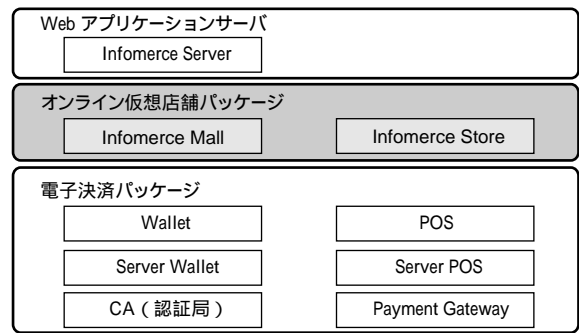 Web アプリケーションサーバ
Infomerce Server
オンライン仮想店舗パッケージ
Infomerce Mall Infomerce Store
電子決済パッケージ
Wallet POS
Server Wallet Server POS
CA（認証局） Payment Gateway